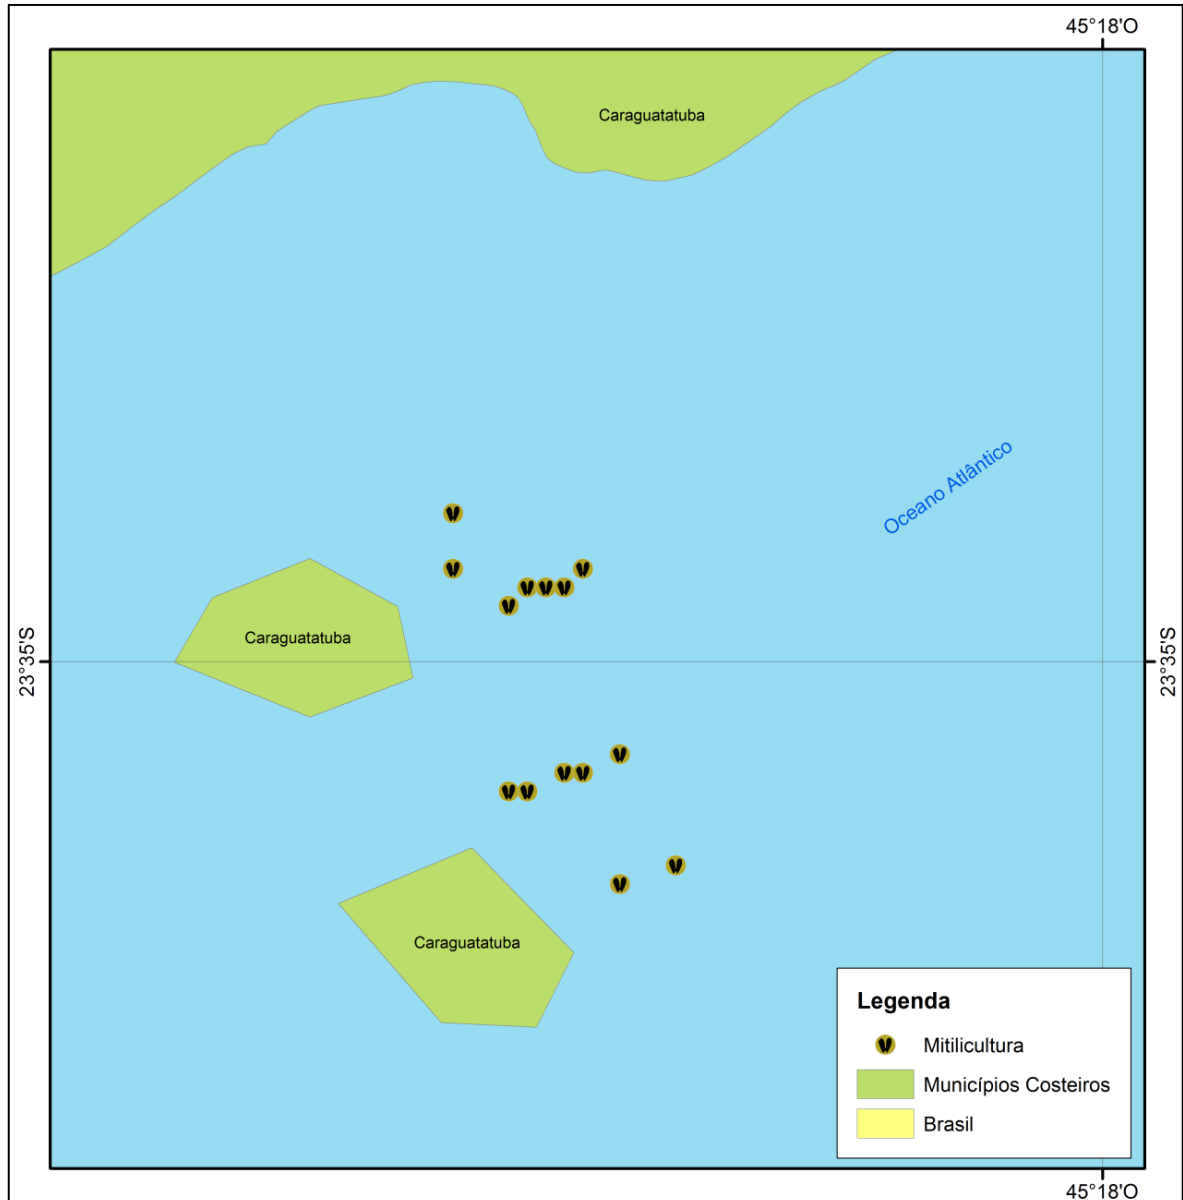 45°18'O
Caraguatatuba
Oceano Atlântico
Caraguatatuba
23°35'S
23°35'S
Caraguatatuba
Legenda
Mitilicultura
Municípios Costeiros
Brasil
45°18'O